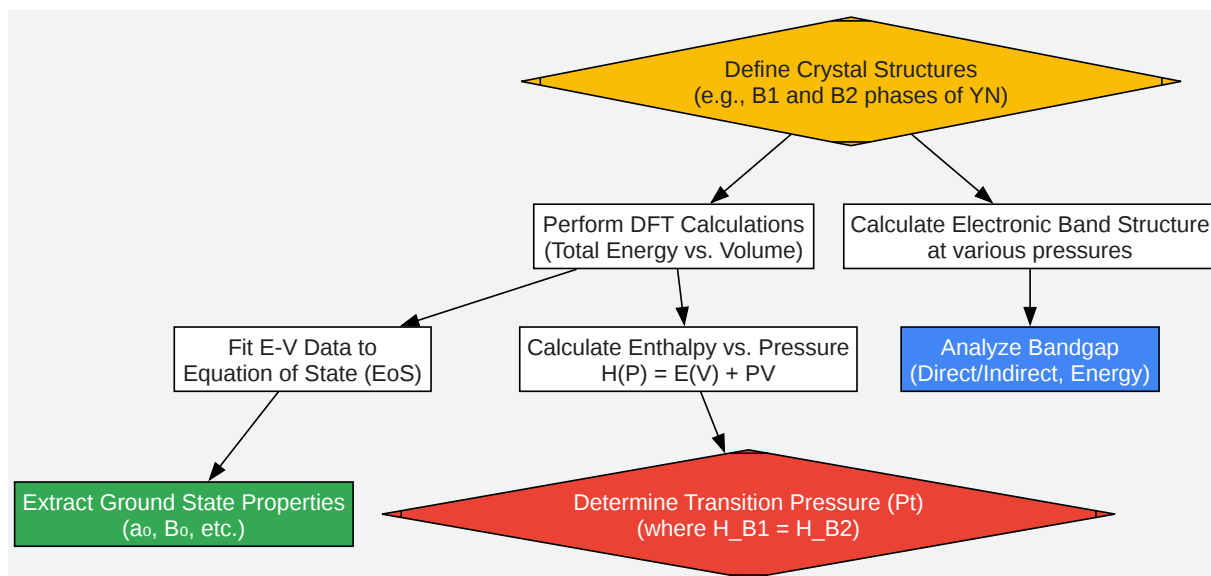 Define Crystal Structures
(e.g., B1 and B2 phases of YN)
Perform DFT Calculations
(Total Energy vs. Volume)
Calculate Electronic Band Structure
at various pressures
Fit E-V Data to
Equation of State (EoS)
Calculate Enthalpy vs. Pressure
H(P) = E(V) + PV
Analyze Bandgap
(Direct/Indirect, Energy)
Extract Ground State Properties
(a₀, B₀, etc.)
Determine Transition Pressure (Pt)
(where H_B1 = H_B2)